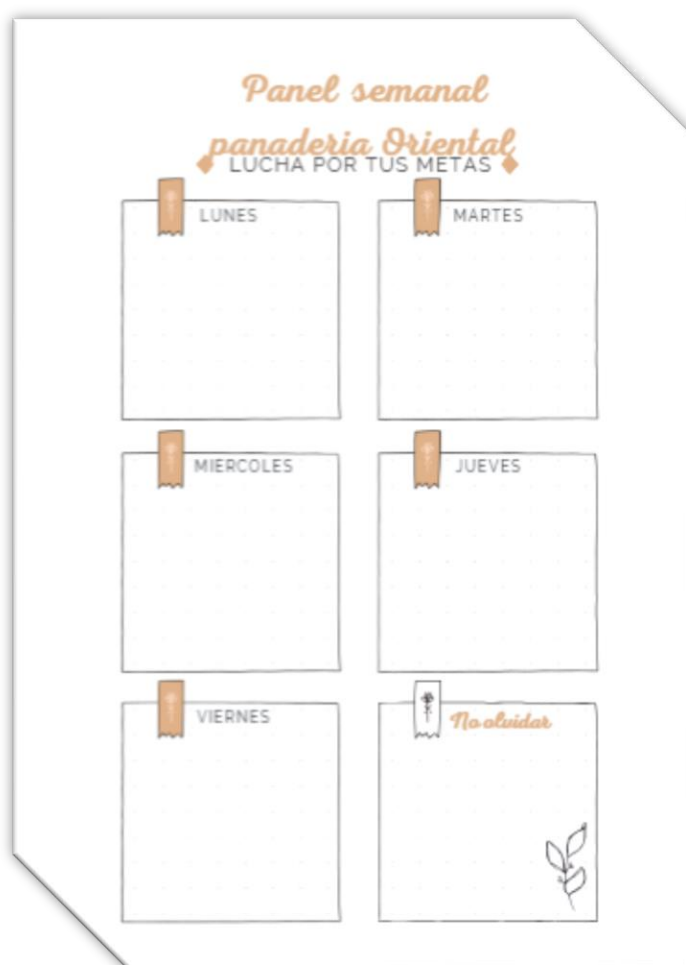 Panel semanal
panaderia Oriental
LUCHA POR TUS METAS
LUNES
MARTES
MIERCOLES
JUEVES
VIERNES
No olvidar